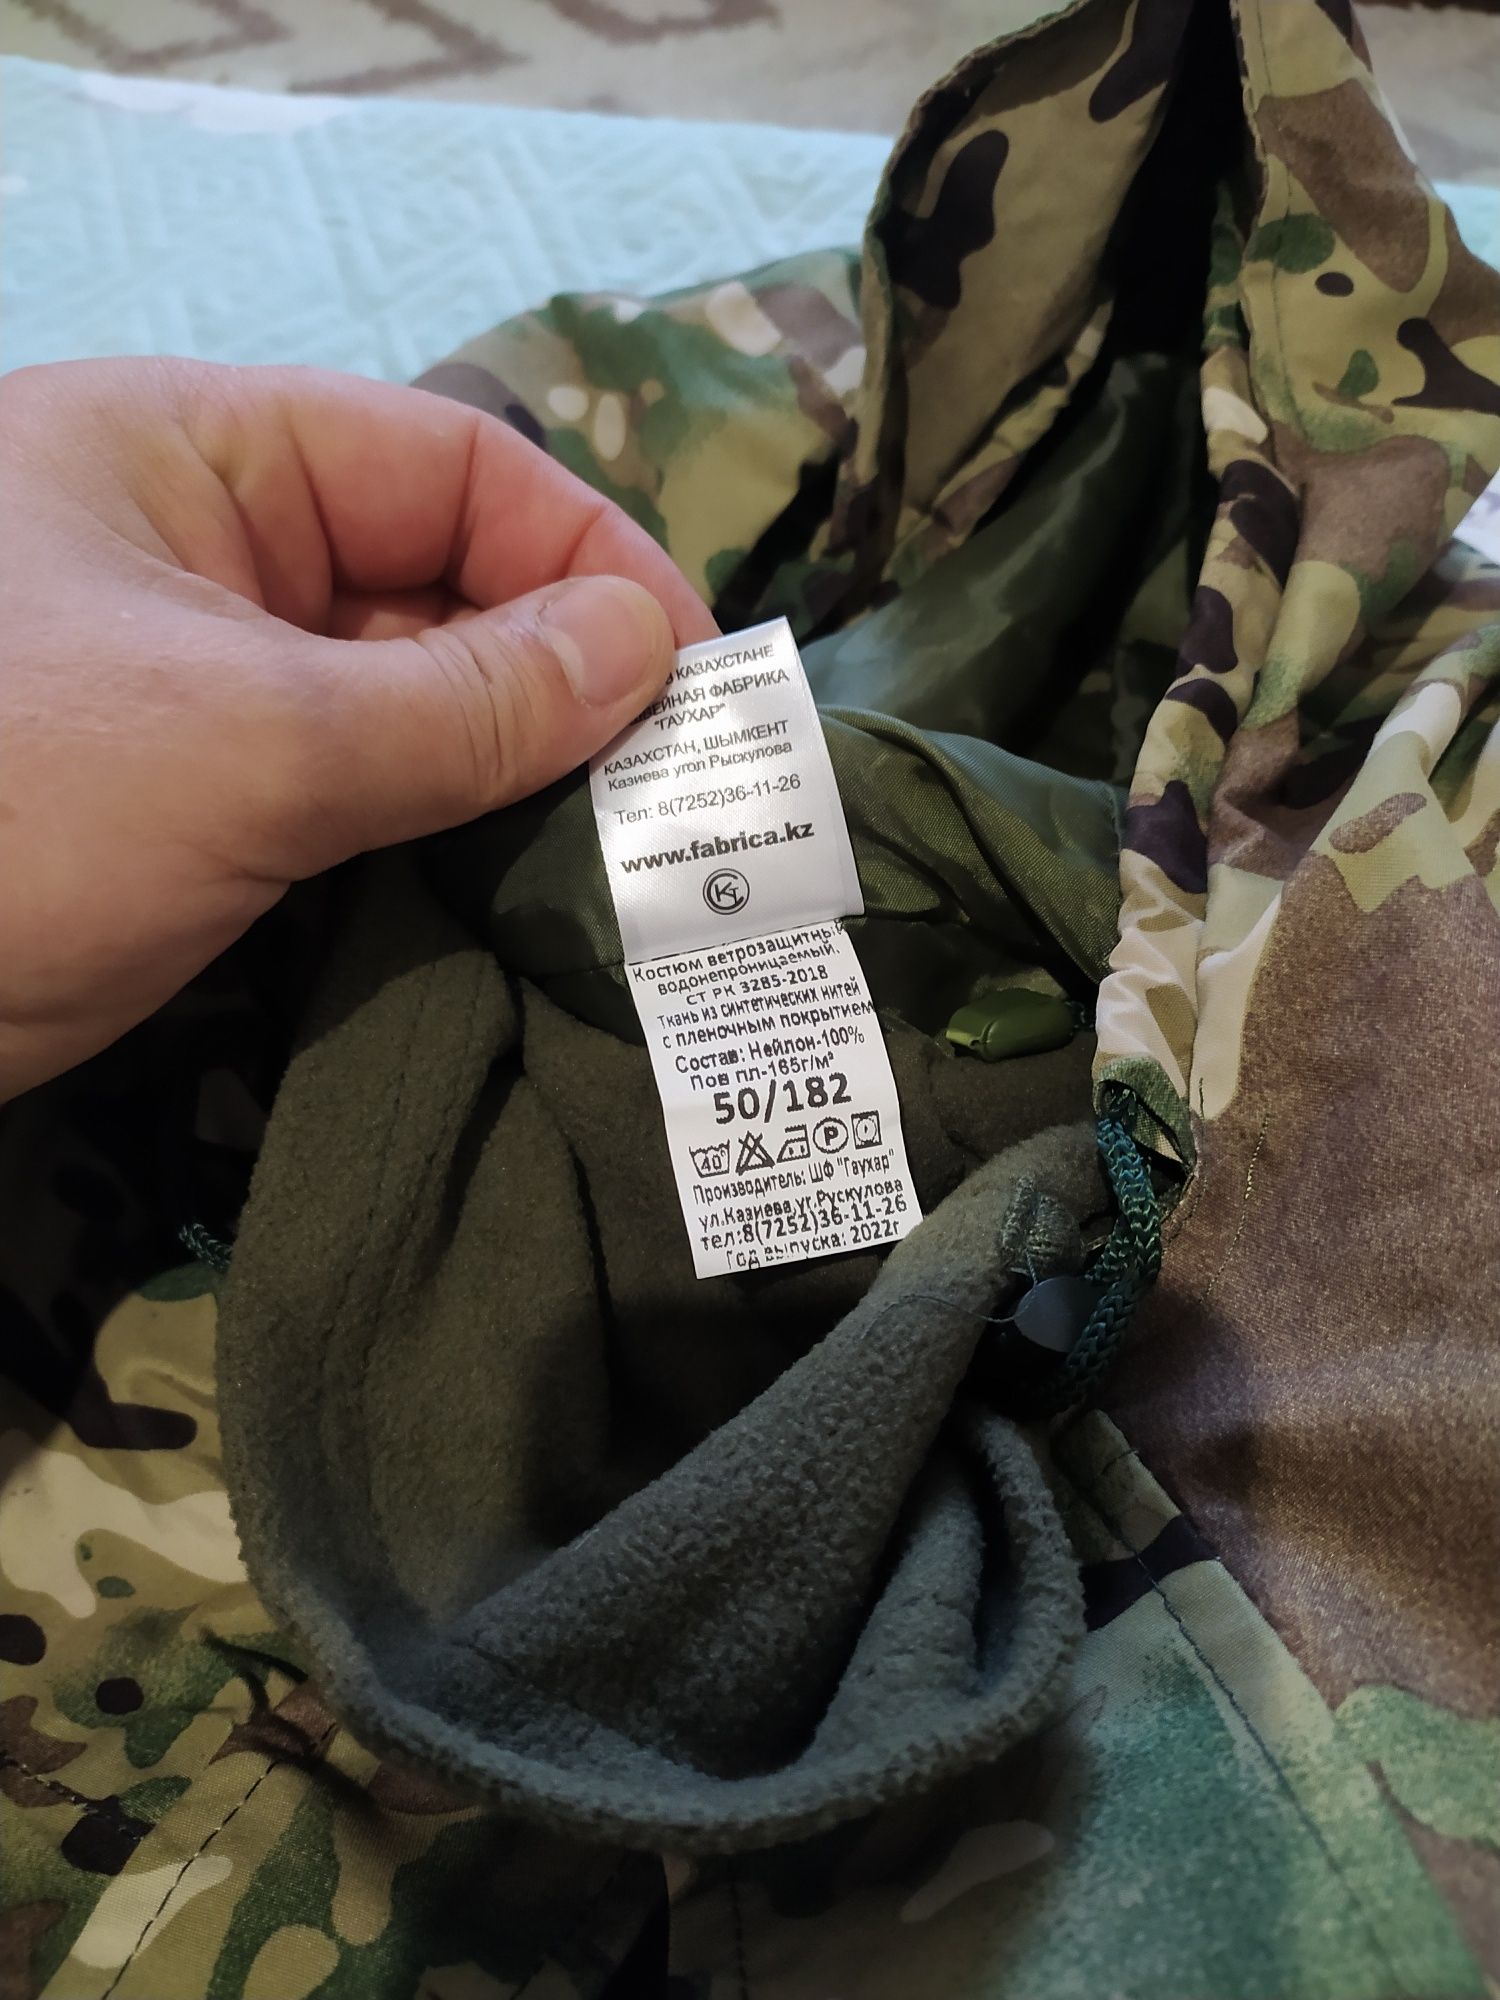 КАЗАХСТАНЕ
ФАБРИКА
"ГАУХАР"
КАЗАХСТАН, ШЫМКЕНТ
Казиева угол Рыскулова
Тел: 8(7252)36-11-26
www.fabrica.kz
Костюм ветрозащитный
водонепроницаемый.
СТ РК 3285-2018
Ткань из синтетических нитей
с пленочным покрытием
Состав: Нейлон-100%
Пов пл-165г/м²
50/182
40° P
Производитель: ШФ "Гаухар"
ул.Казиева,уг.Рускулова
тел:8(7252)36-11-26
Год выпуска: 2022г